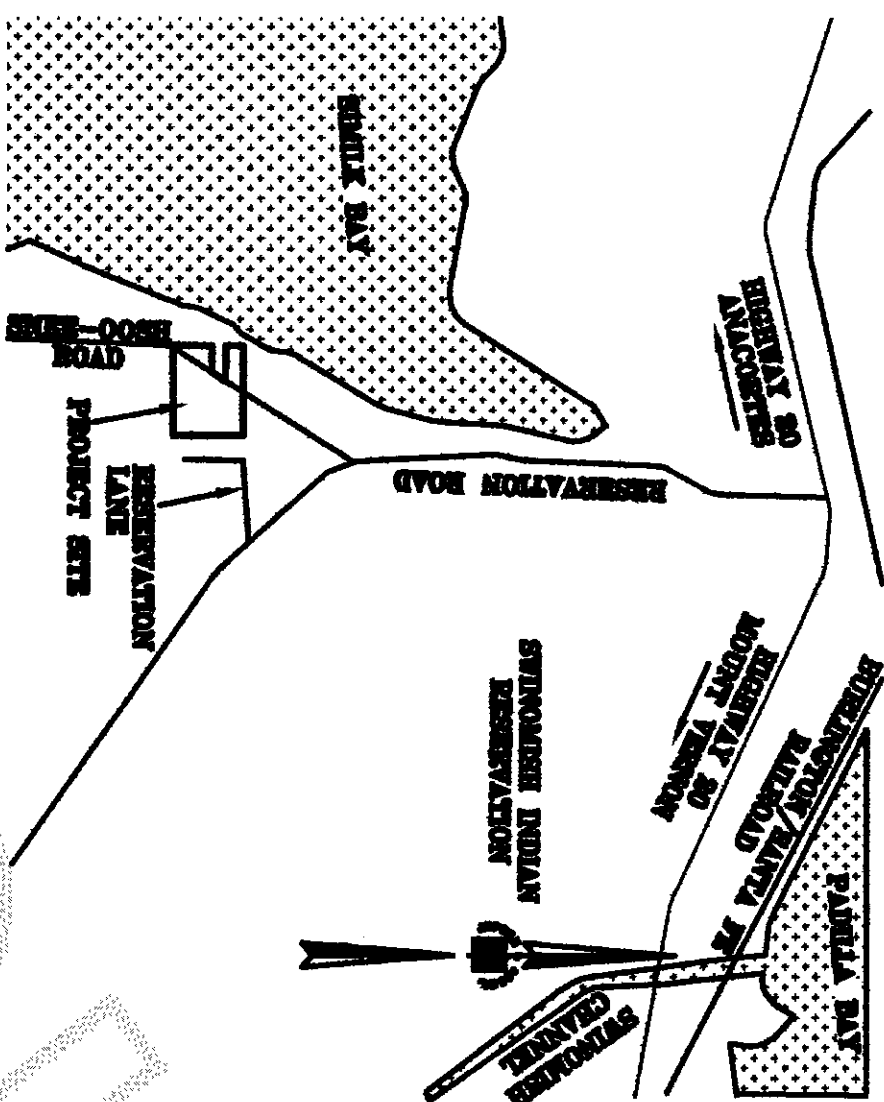 SIMILK BAY
HIGHWAY 20
ANACORTES
SNEE-OOSH
ROAD
PROJECT SITE
RESERVATION
LANE
RESERVATION ROAD
HIGHWAY 20
MOUNT VERNON
BURLINGTON/SANTA FE
RAILROAD
PADILLA BAY
SWINOMISH INDIAN
RESERVATION
SWINOMISH
CHANNEL